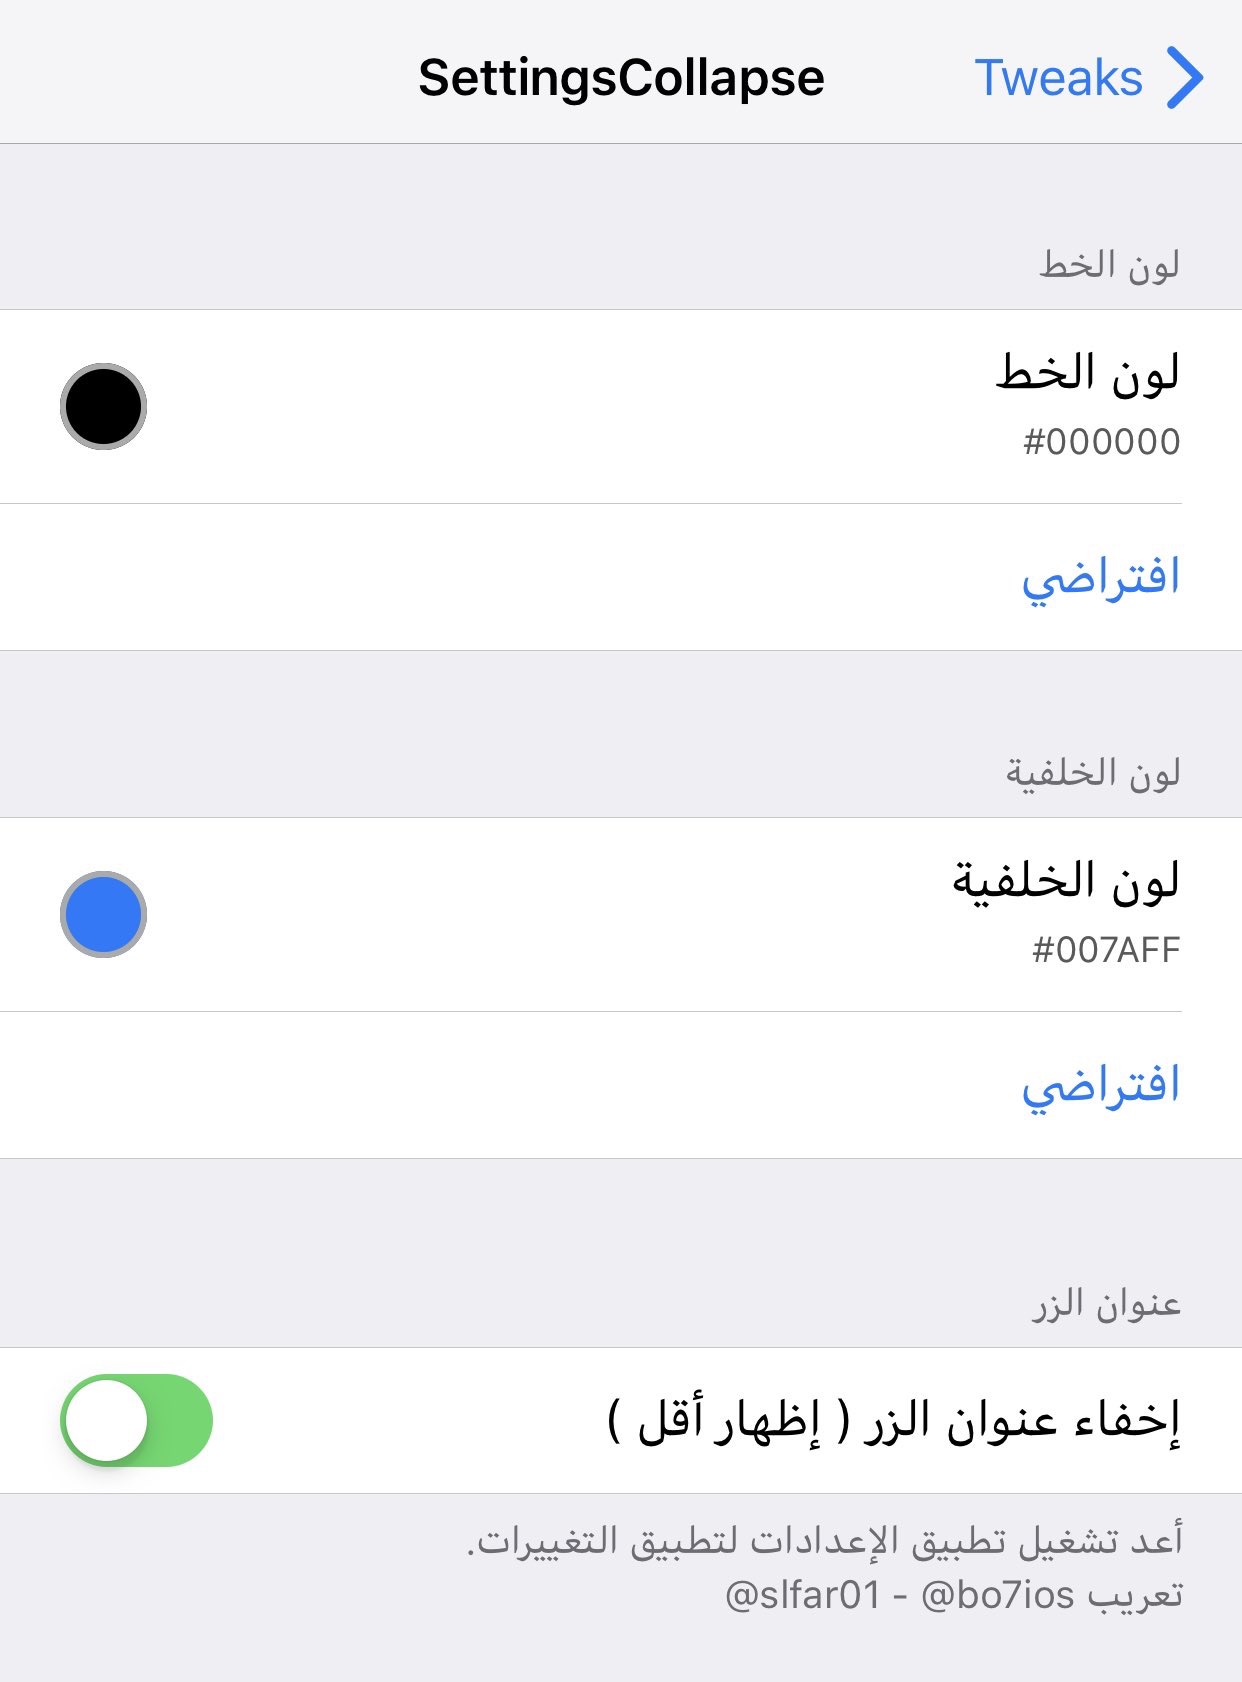 SettingsCollapse
Tweaks
لون الخط
لون الخط
#000000
افتراضي
لون الخلفية
لون الخلفية
#007AFF
افتراضي
عنوان الزر
إخفاء عنوان الزر ( إظهار أقل )
أعد تشغيل تطبيق الإعدادات لتطبيق التغييرات.
تعريب @slfar01 - @bo7ios